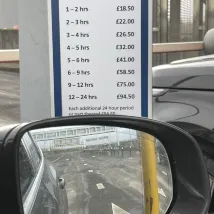 1 – 2 hrs £18.50
2 – 3 hrs £22.00
3 – 4 hrs £26.50
4 – 5 hrs £32.00
5 – 6 hrs £41.00
6 – 9 hrs £58.50
9 – 12 hrs £75.00
12 – 24 hrs £94.50
Each additional 24 hour period